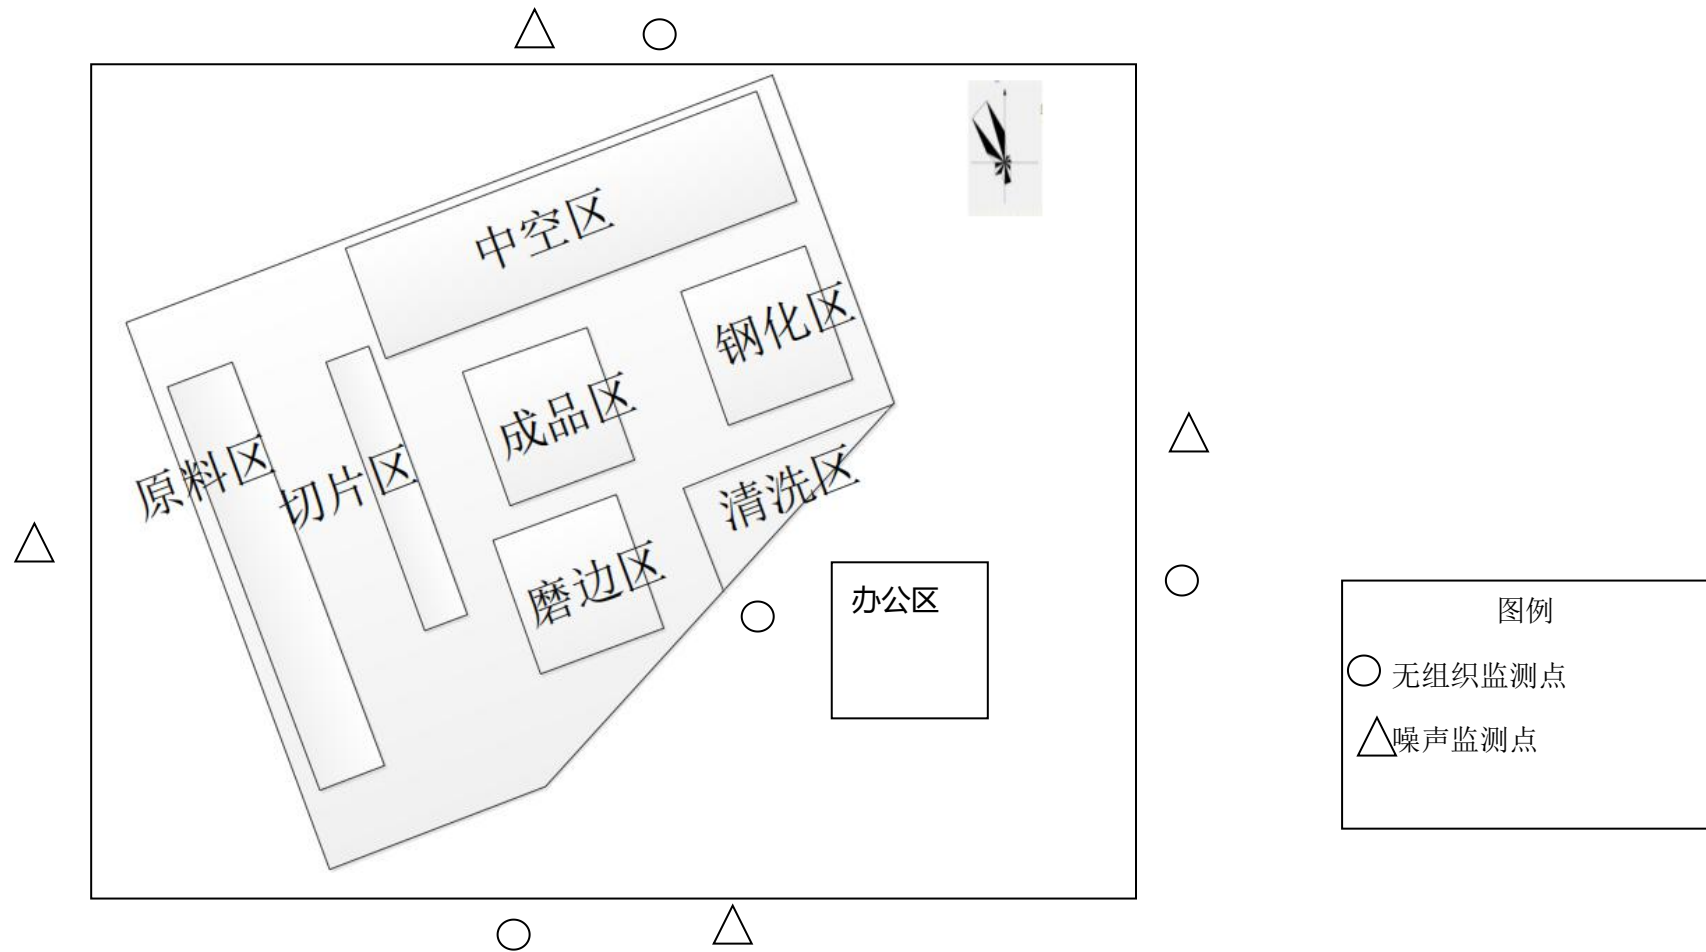 中空区
钢化区
成品区
原料区
切片区
清洗区
磨边区
办公区
图例
无组织监测点
噪声监测点